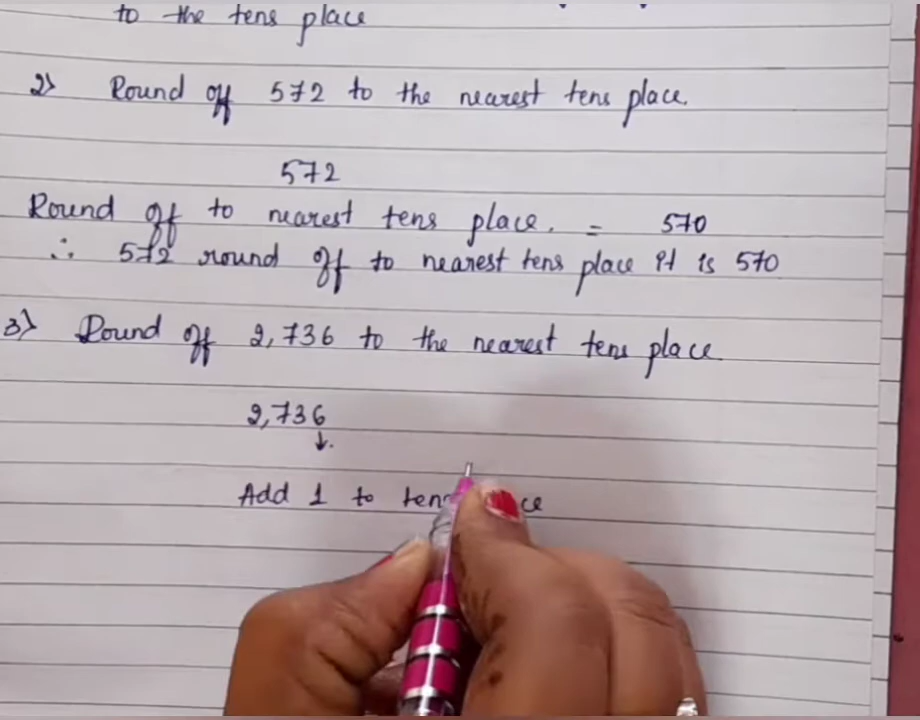 to the tens place
2) Round off 572 to the nearest tens place.
572
Round off to nearest tens place. = 570
∴ 572 round off to nearest tens place it is 570
3) Round off 2,736 to the nearest tens place
2,736
↓.
Add 1 to tens